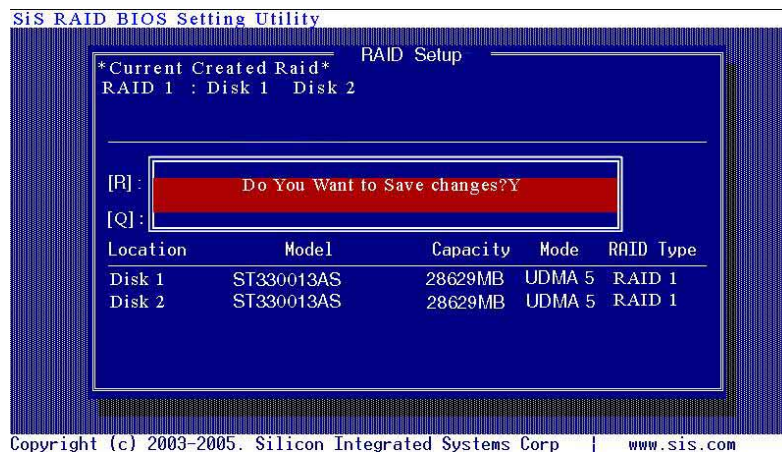 SiS RAID BIOS Setting Utility
RAID Setup
*Current Created Raid*
RAID 1 : Disk 1 Disk 2
[R] :
Do You Want to Save changes?Y
[Q] :
Location Model Capacity Mode RAID Type
Disk 1 ST330013AS 28629MB UDMA 5 RAID 1
Disk 2 ST330013AS 28629MB UDMA 5 RAID 1
Copyright (c) 2003-2005. Silicon Integrated Systems Corp | www.sis.com